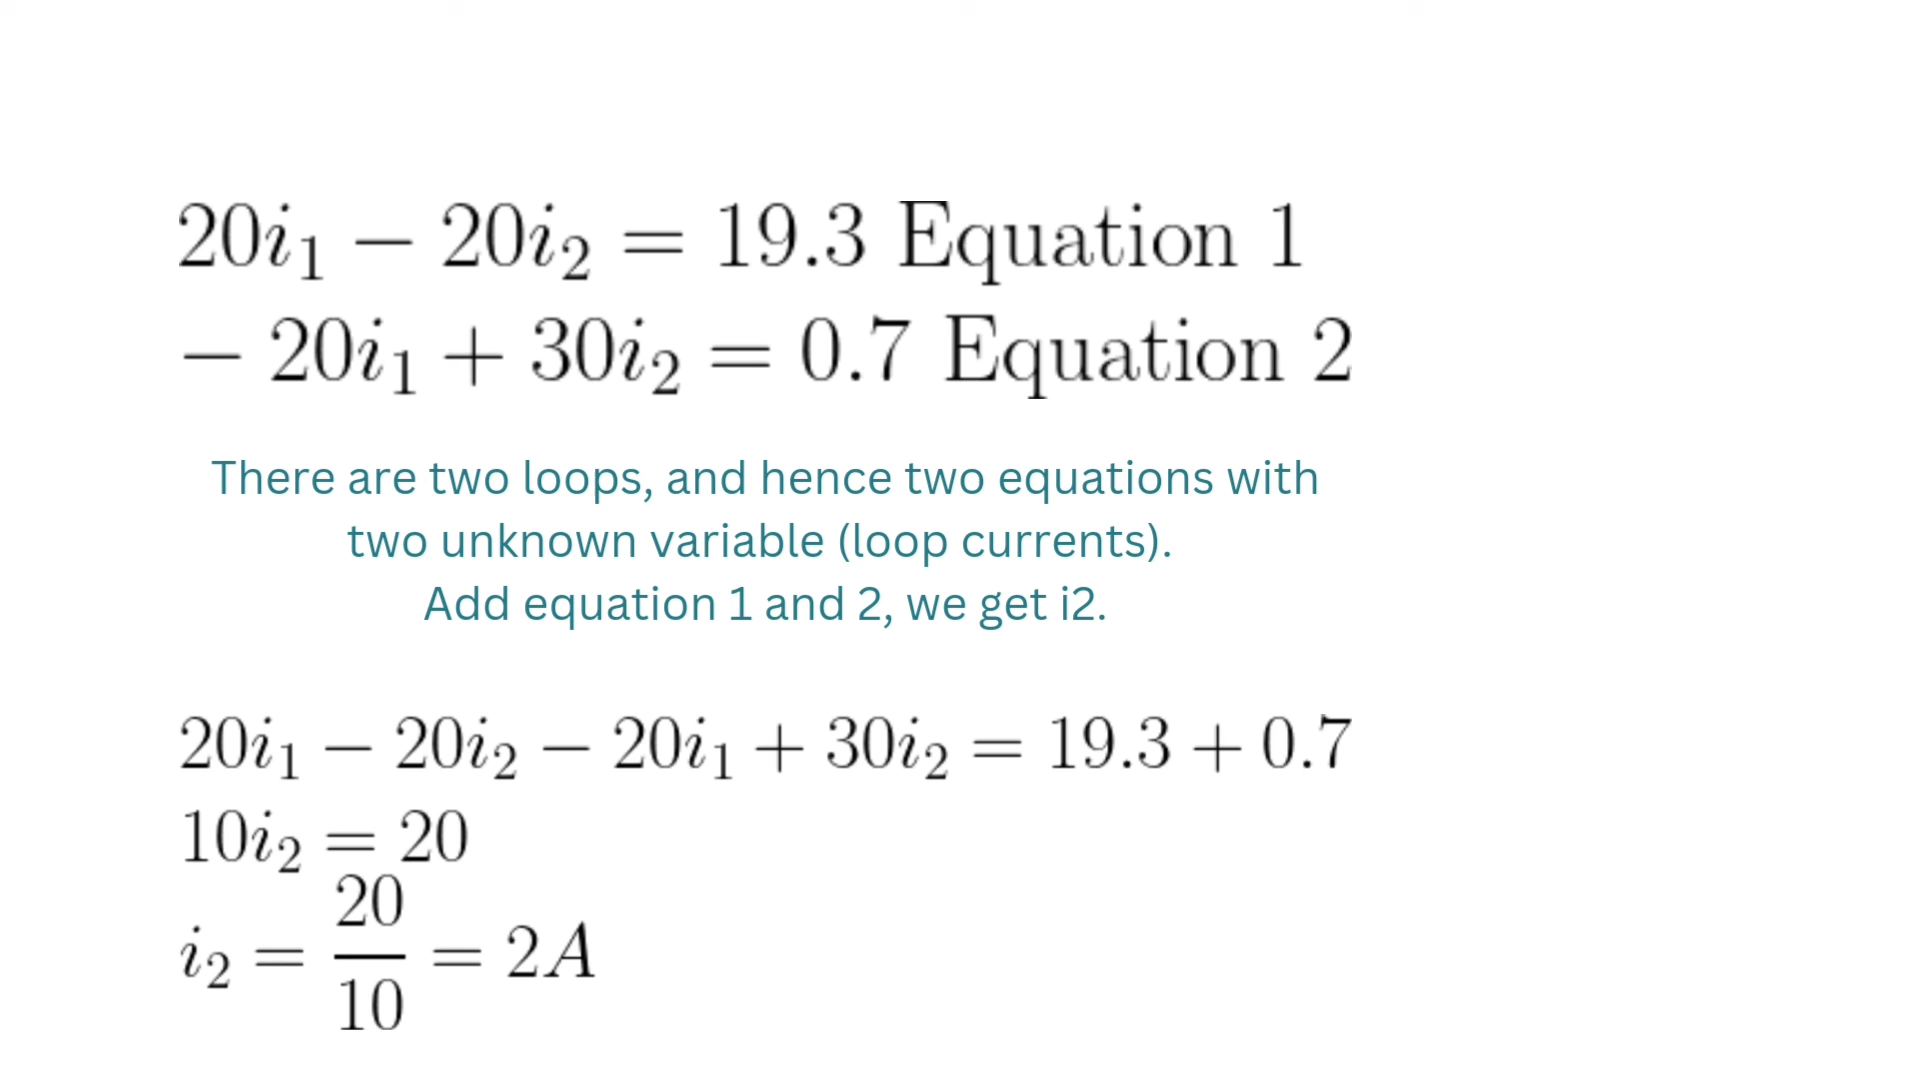 20i₁ − 20i₂ = 19.3 Equation 1
− 20i₁ + 30i₂ = 0.7 Equation 2
There are two loops, and hence two equations with
two unknown variable (loop currents).
Add equation 1 and 2, we get i2.
20i₁ − 20i₂ − 20i₁ + 30i₂ = 19.3 + 0.7
10i₂ = 20
i₂ = 20/10 = 2A